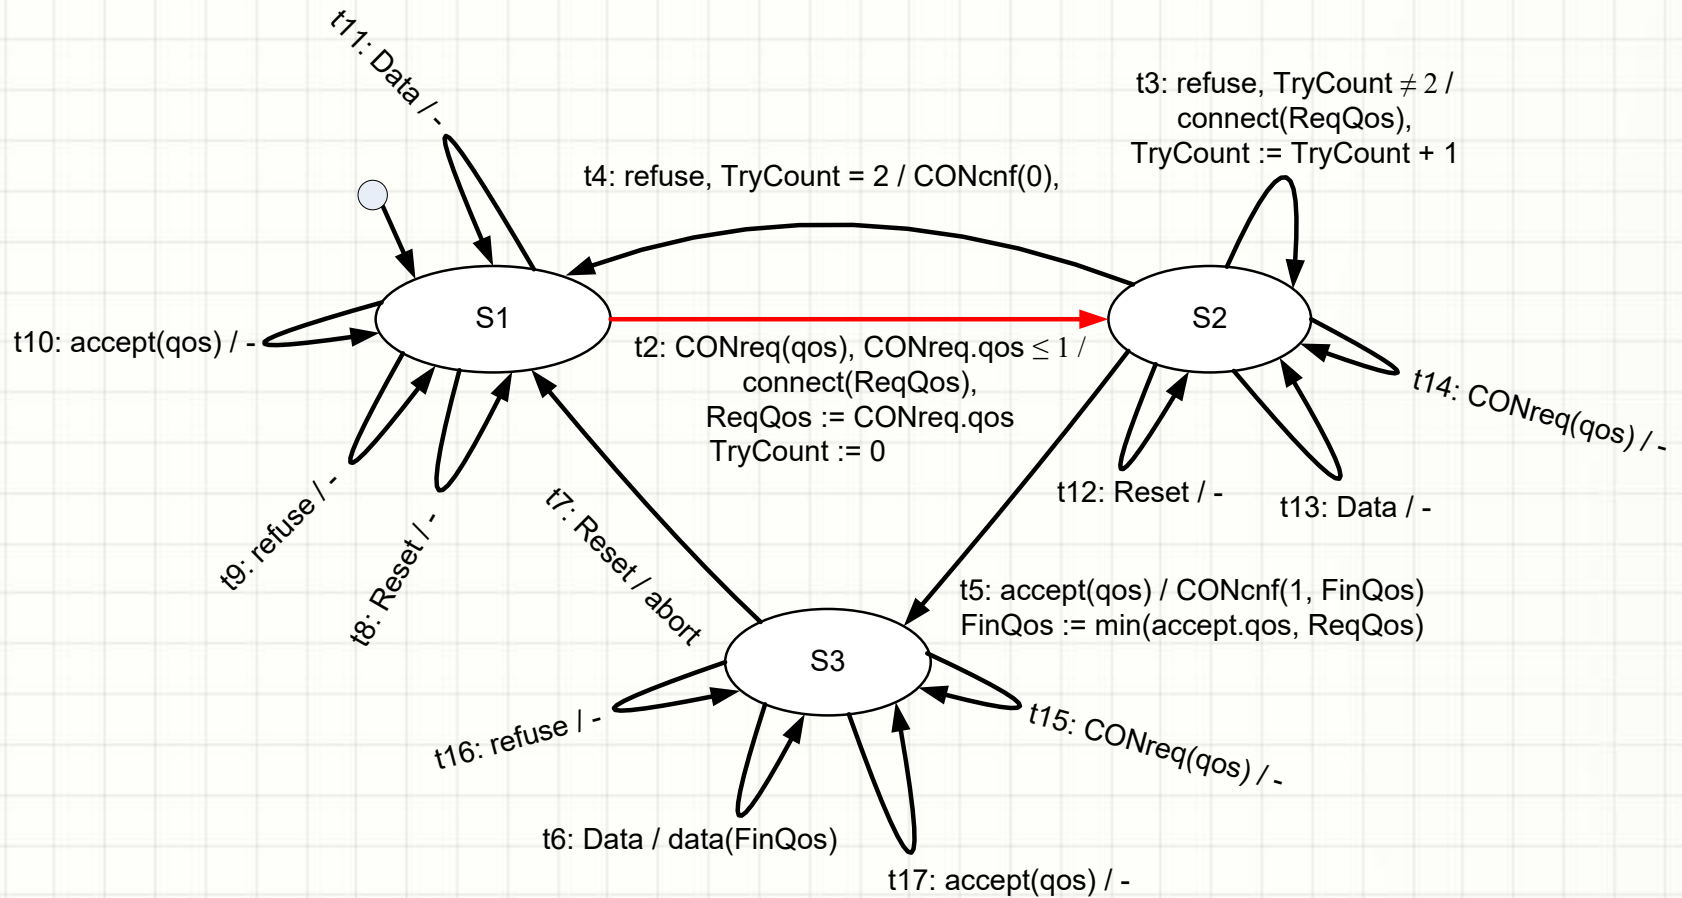 t11: Data / -
t3: refuse, TryCount ≠ 2 /
connect(ReqQos),
TryCount := TryCount + 1
t4: refuse, TryCount = 2 / CONcnf(0),
S1
S2
t10: accept(qos) / -
t2: CONreq(qos), CONreq.qos ≤ 1 /
connect(ReqQos),
ReqQos := CONreq.qos
TryCount := 0
t14: CONreq(qos) / -
t12: Reset / -
t13: Data / -
t9: refuse / -
t8: Reset / -
t7: Reset / abort
t5: accept(qos) / CONcnf(1, FinQos)
FinQos := min(accept.qos, ReqQos)
S3
t16: refuse / -
t15: CONreq(qos) / -
t6: Data / data(FinQos)
t17: accept(qos) / -